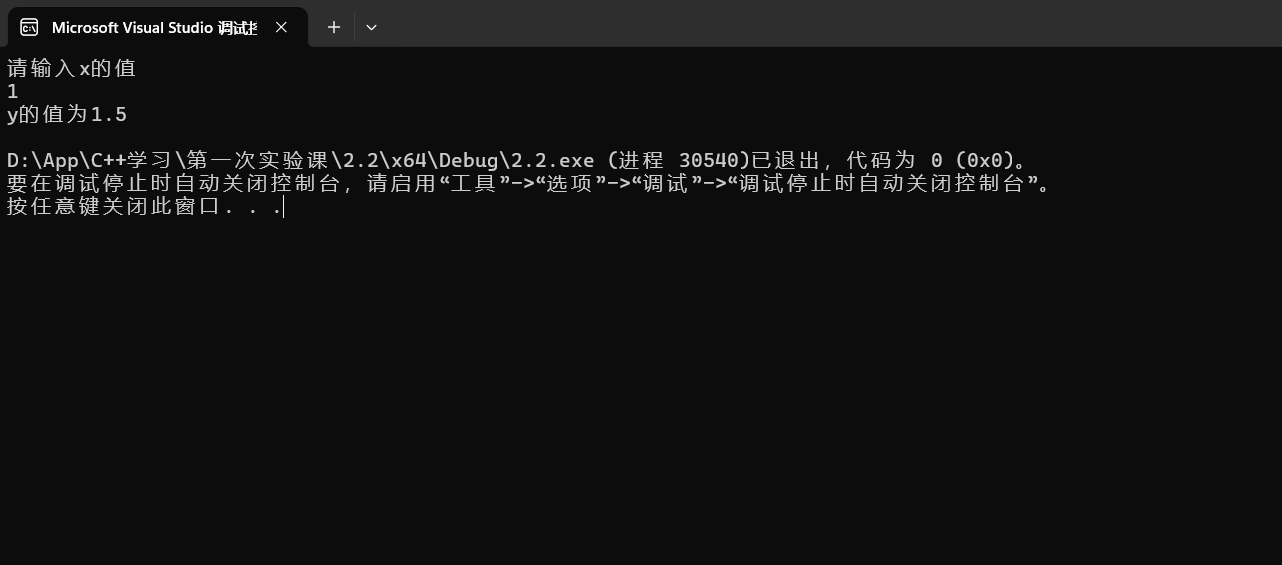 Microsoft Visual Studio 调试
请输入x的值
1
y的值为1.5
D:\App\C++学习\第一次实验课\2.2\x64\Debug\2.2.exe (进程 30540)已退出，代码为 0 (0x0)。
要在调试停止时自动关闭控制台，请启用“工具”->“选项”->“调试”->“调试停止时自动关闭控制台”。
按任意键关闭此窗口. . .